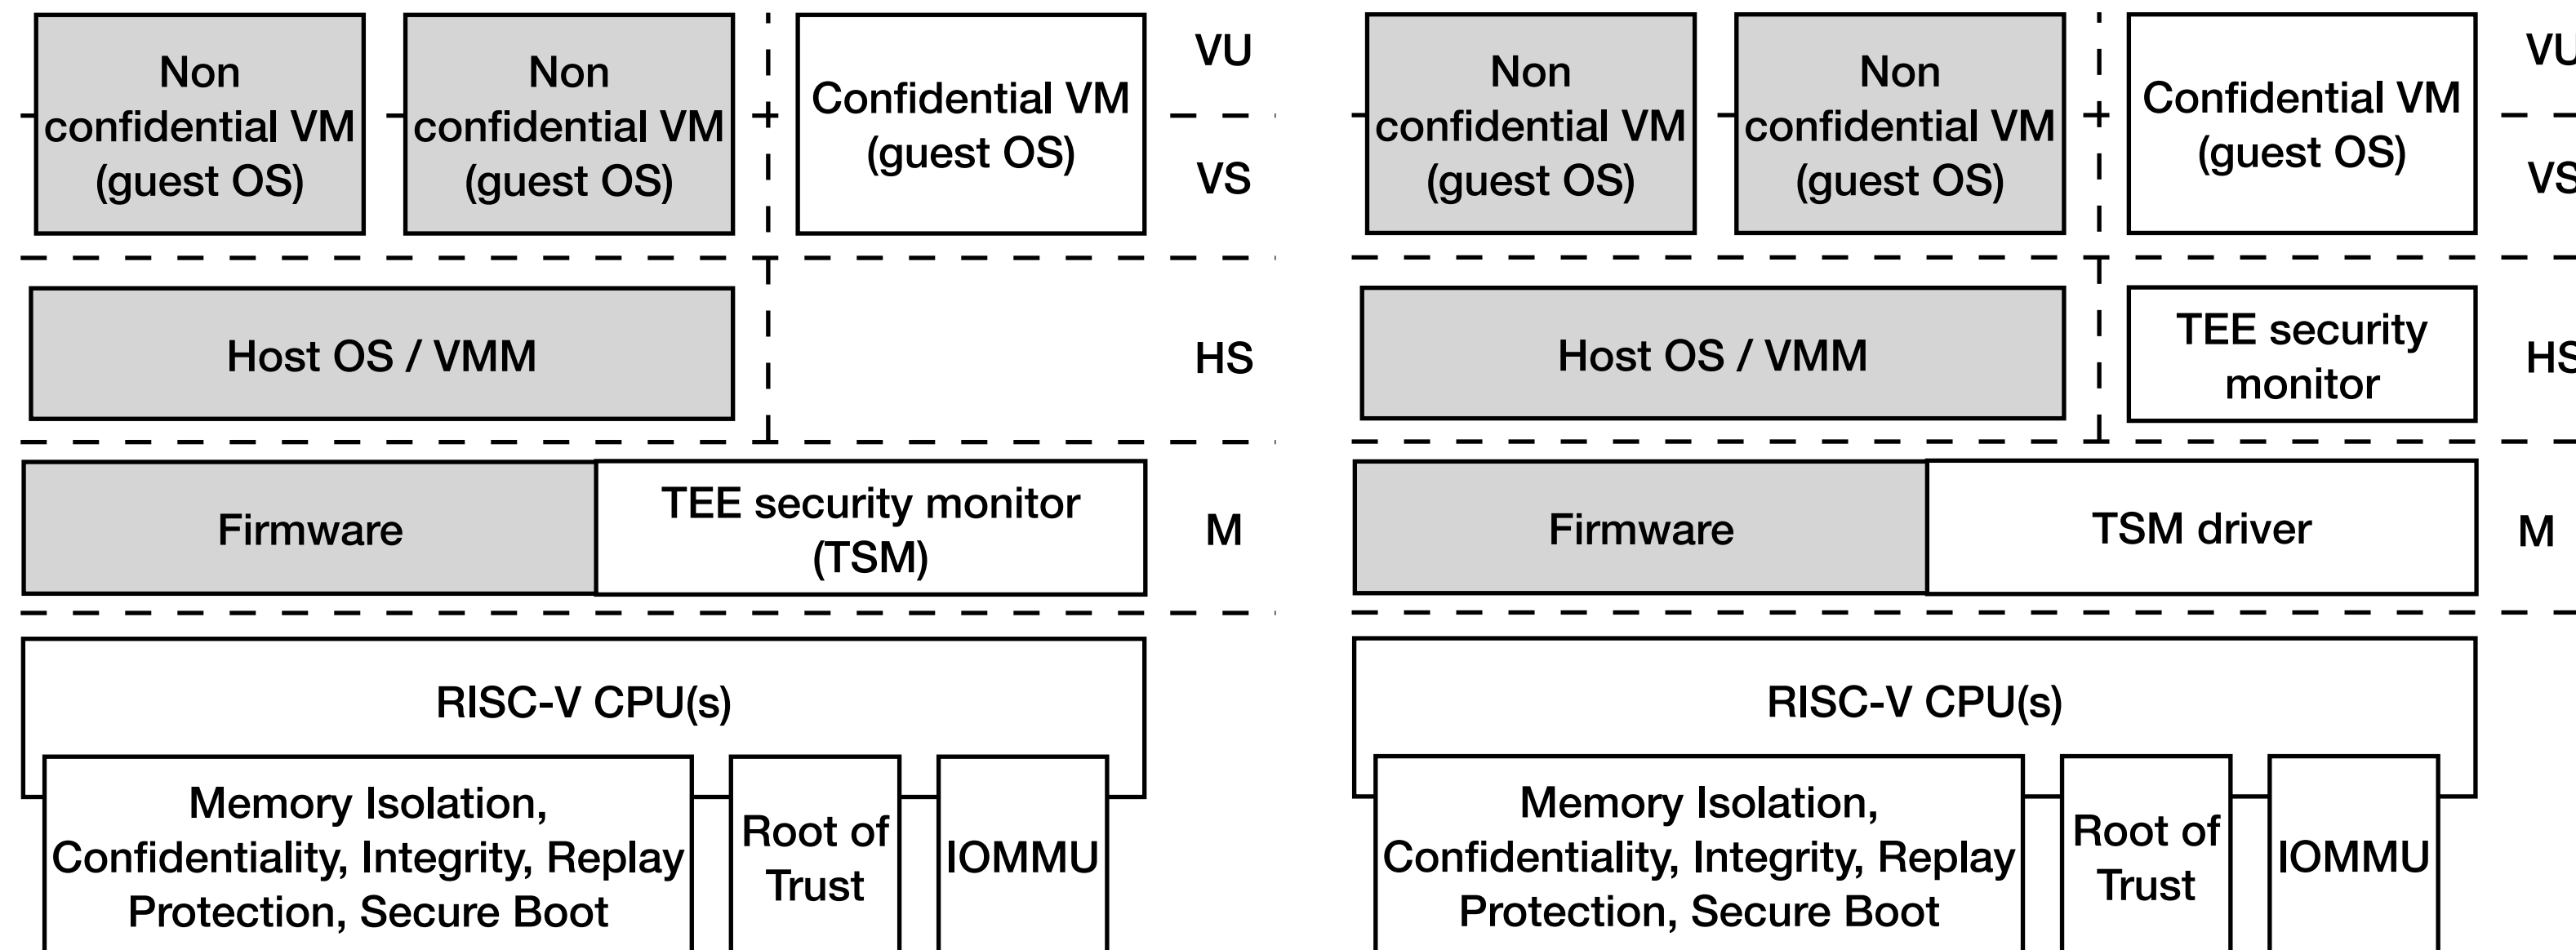 Non
confidential VM
(guest OS)
Non
confidential VM
(guest OS)
Confidential VM
(guest OS)
VU
VS
Host OS / VMM
HS
Firmware
TEE security monitor
(TSM)
M
RISC-V CPU(s)
Memory Isolation,
Confidentiality, Integrity, Replay
Protection, Secure Boot
Root of
Trust
IOMMU
Non
confidential VM
(guest OS)
Non
confidential VM
(guest OS)
Confidential VM
(guest OS)
VU
VS
Host OS / VMM
TEE security
monitor
HS
Firmware
TSM driver
M
RISC-V CPU(s)
Memory Isolation,
Confidentiality, Integrity, Replay
Protection, Secure Boot
Root of
Trust
IOMMU